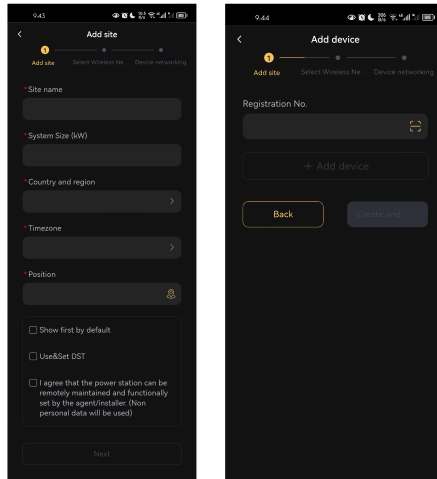 9:43
Add site
1
Add site
Select Wireless Ne...
Device networking
*Site name
*System Size (kW)
*Country and region
*Timezone
*Position
Show first by default
Use&Set DST
I agree that the power station can be
remotely maintained and functionally
set by the agent/installer. (Non
personal data will be used)
Next
9:44
Add device
1
Add site
Select Wireless Ne...
Device networking
Registration No.
+ Add device
Back
Create and...